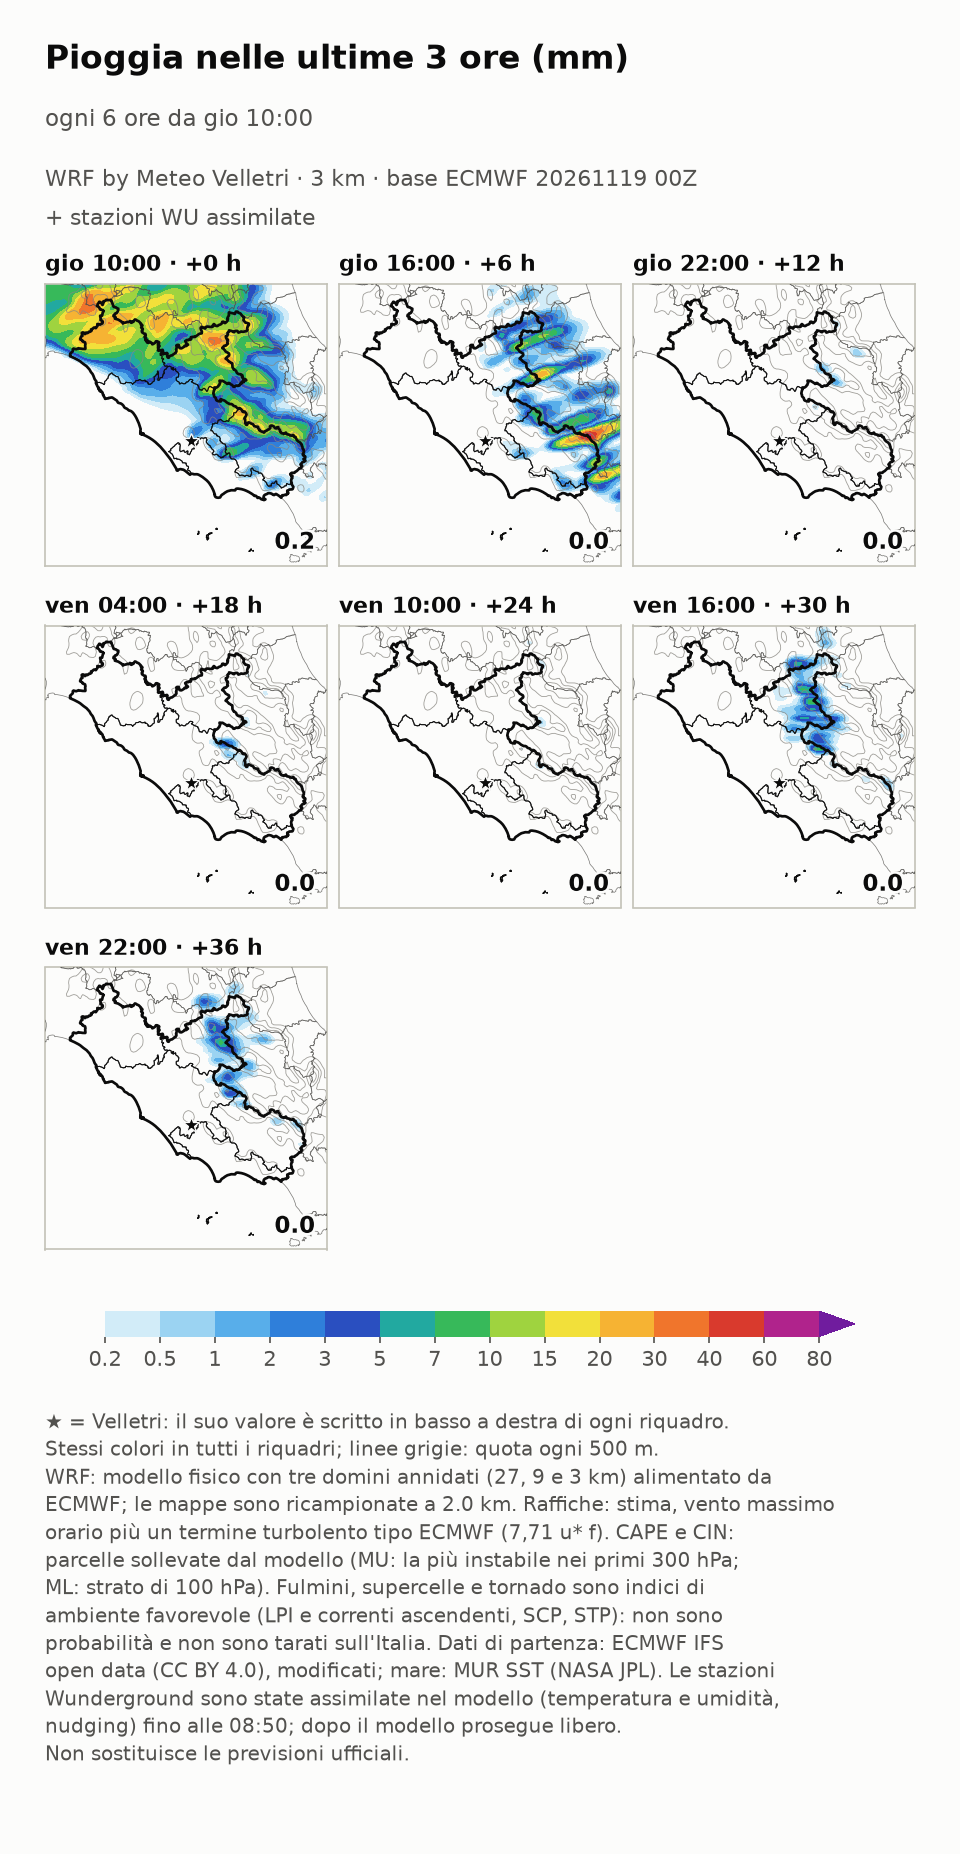 Pioggia nelle ultime 3 ore (mm)
ogni 6 ore da gio 10:00
WRF by Meteo Velletri · 3 km · base ECMWF 20261119 00Z
+ stazioni WU assimilate
gio 10:00 · +0 h
gio 16:00 · +6 h
gio 22:00 · +12 h
0.2
0.0
0.0
ven 04:00 · +18 h
ven 10:00 · +24 h
ven 16:00 · +30 h
0.0
0.0
0.0
ven 22:00 · +36 h
0.0
0.2 0.5 1 2 3 5 7 10 15 20 30 40 60 80
★ = Velletri: il suo valore è scritto in basso a destra di ogni riquadro.
Stessi colori in tutti i riquadri; linee grigie: quota ogni 500 m.
WRF: modello fisico con tre domini annidati (27, 9 e 3 km) alimentato da
ECMWF; le mappe sono ricampionate a 2.0 km. Raffiche: stima, vento massimo
orario più un termine turbolento tipo ECMWF (7,71 u* f). CAPE e CIN:
parcelle sollevate dal modello (MU: la più instabile nei primi 300 hPa;
ML: strato di 100 hPa). Fulmini, supercelle e tornado sono indici di
ambiente favorevole (LPI e correnti ascendenti, SCP, STP): non sono
probabilità e non sono tarati sull'Italia. Dati di partenza: ECMWF IFS
open data (CC BY 4.0), modificati; mare: MUR SST (NASA JPL). Le stazioni
Wunderground sono state assimilate nel modello (temperatura e umidità,
nudging) fino alle 08:50; dopo il modello prosegue libero.
Non sostituisce le previsioni ufficiali.